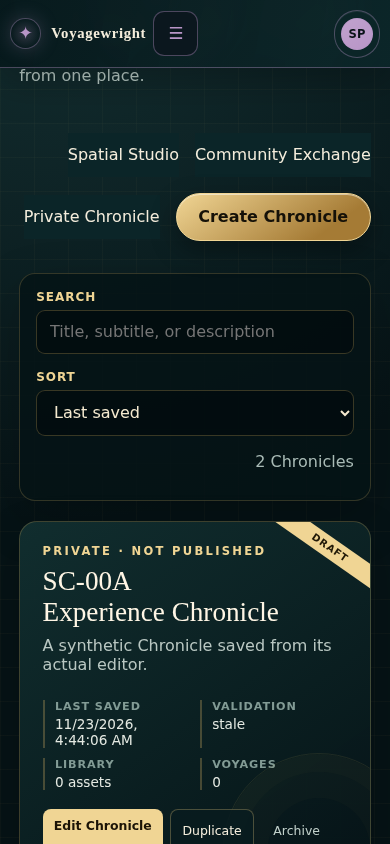 Voyagewright
SP
from one place.
Spatial Studio
Community Exchange
Private Chronicle
Create Chronicle
SEARCH
Title, subtitle, or description
SORT
Last saved
2 Chronicles
DRAFT
PRIVATE · NOT PUBLISHED
SC-00A
Experience Chronicle
A synthetic Chronicle saved from its
actual editor.
LAST SAVED
11/23/2026,
4:44:06 AM
VALIDATION
stale
LIBRARY
0 assets
VOYAGES
0
Edit Chronicle
Duplicate
Archive